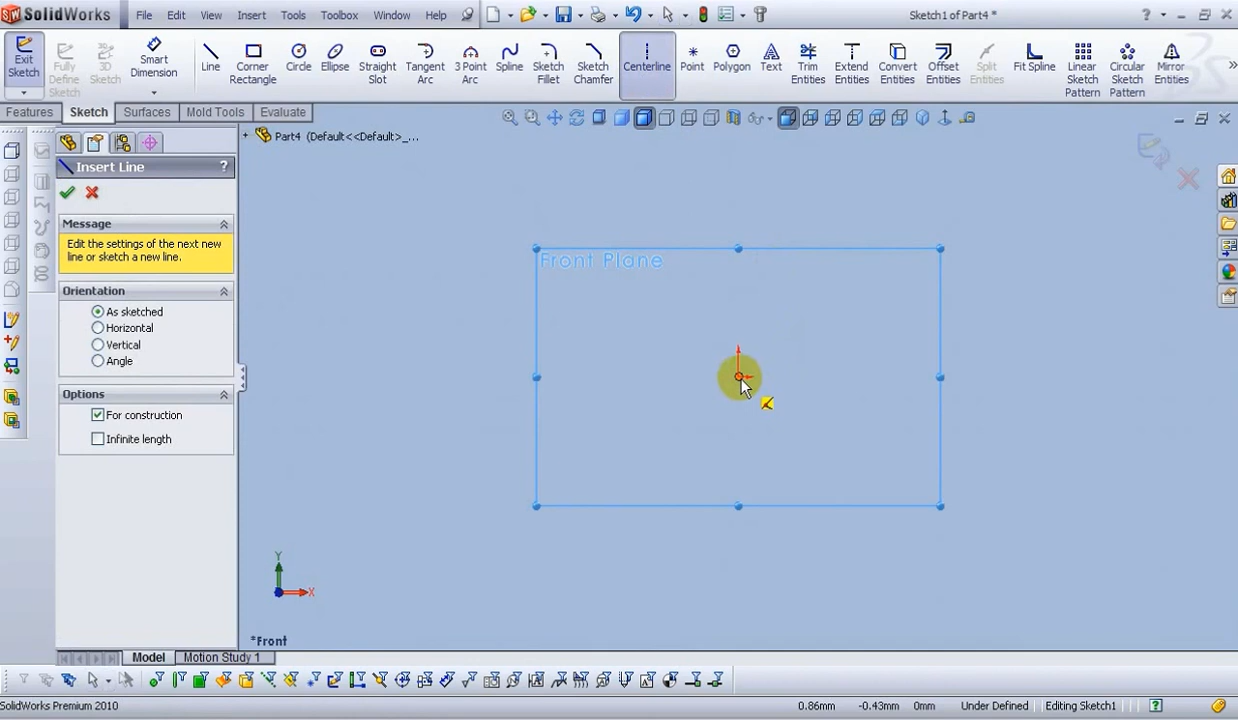 SolidWorks File Edit View Insert Tools Toolbox Window Help Sketch1 of Part4 *
Exit Sketch
Fully Define Sketch
3D Sketch
Smart Dimension
Line
Corner Rectangle
Circle
Ellipse
Straight Slot
Tangent Arc
3 Point Arc
Spline
Sketch Fillet
Sketch Chamfer
Centerline
Point
Polygon
Text
Trim Entities
Extend Entities
Convert Entities
Split Entities
Offset Entities
Fit Spline
Linear Sketch Pattern
Circular Sketch Pattern
Mirror Entities
Features Sketch Surfaces Mold Tools Evaluate
Part4 (Default<<Default>_...
Insert Line ?
Message
Edit the settings of the next new
line or sketch a new line.
Orientation
As sketched
Horizontal
Vertical
Angle
Options
For construction
Infinite length
Front Plane
Y
X
*Front
Model Motion Study 1
SolidWorks Premium 2010 0.86mm -0.43mm 0mm Under Defined Editing Sketch1